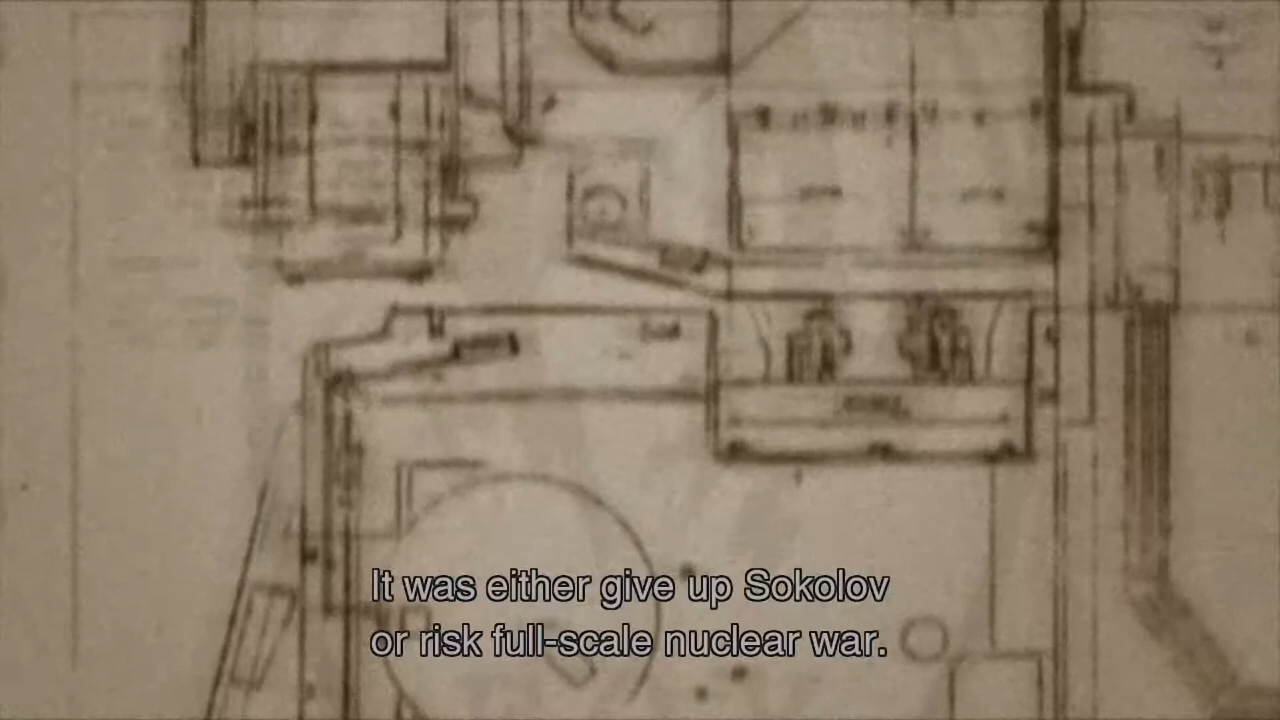 It was either give up Sokolov
or risk full-scale nuclear war.